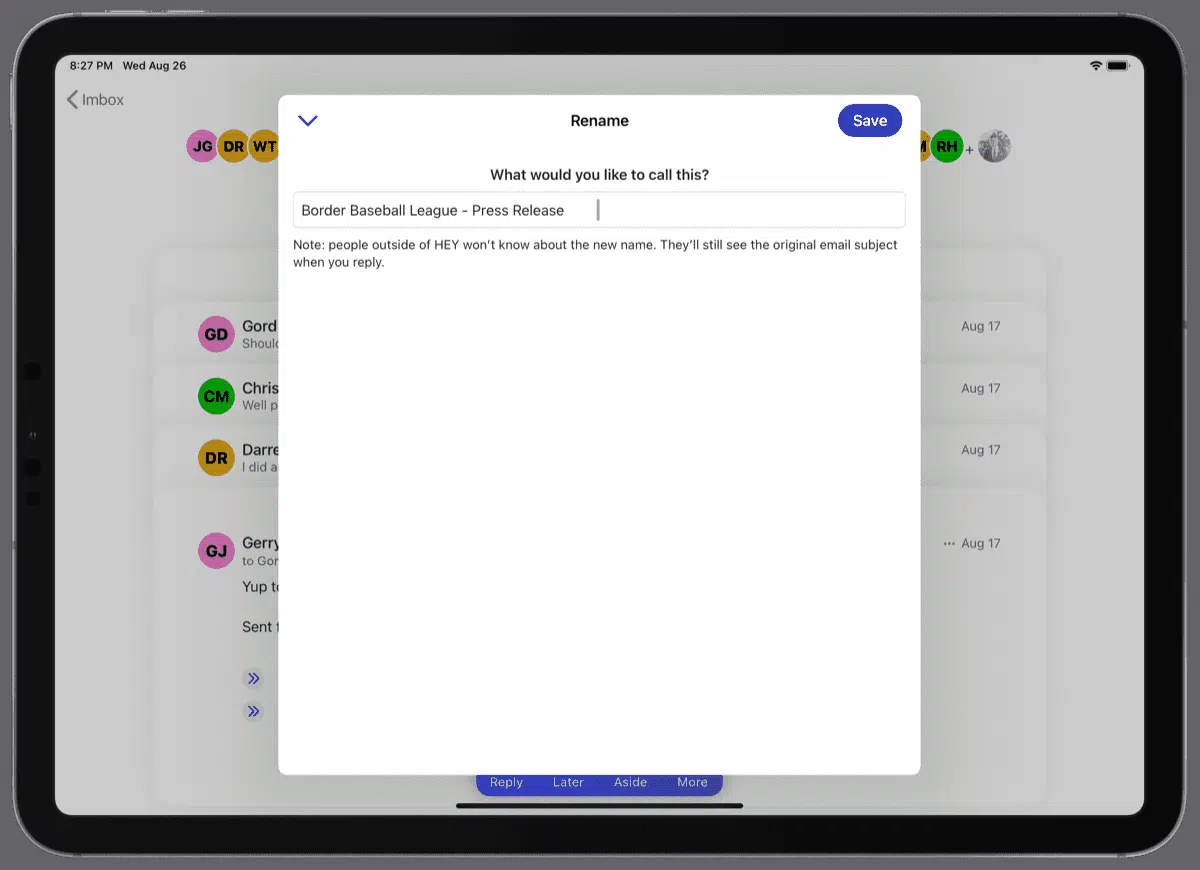 8:27 PM Wed Aug 26
Imbox
Rename
Save
JG DR WT
RH +
What would you like to call this?
Border Baseball League - Press Release
Note: people outside of HEY won’t know about the new name. They’ll still see the original email subject
when you reply.
GD Gord Aug 17
CM Chris Aug 17
Well p
DR Darre Aug 17
I did a
GJ Gerry ••• Aug 17
to Gor
Yup to
Sent
Reply Later Aside More